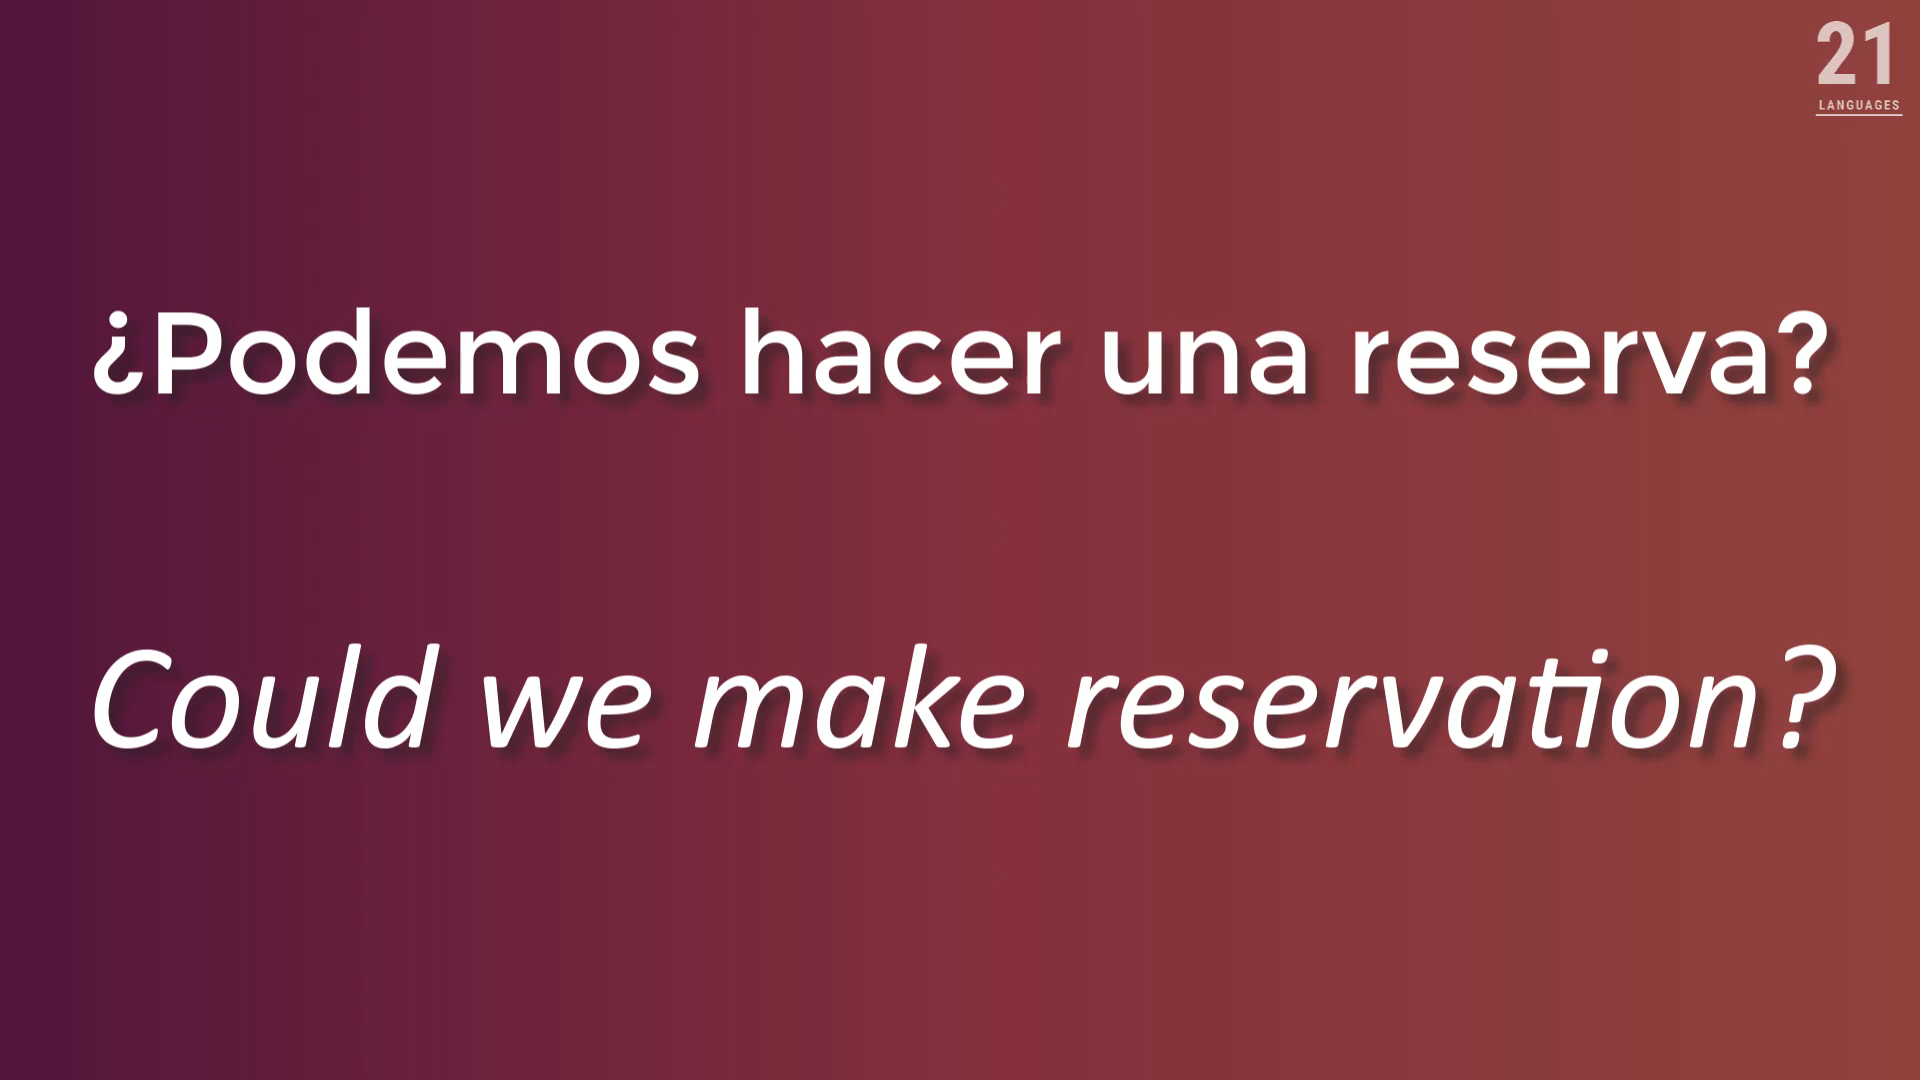 21
LANGUAGES
¿Podemos hacer una reserva?
Could we make reservation?